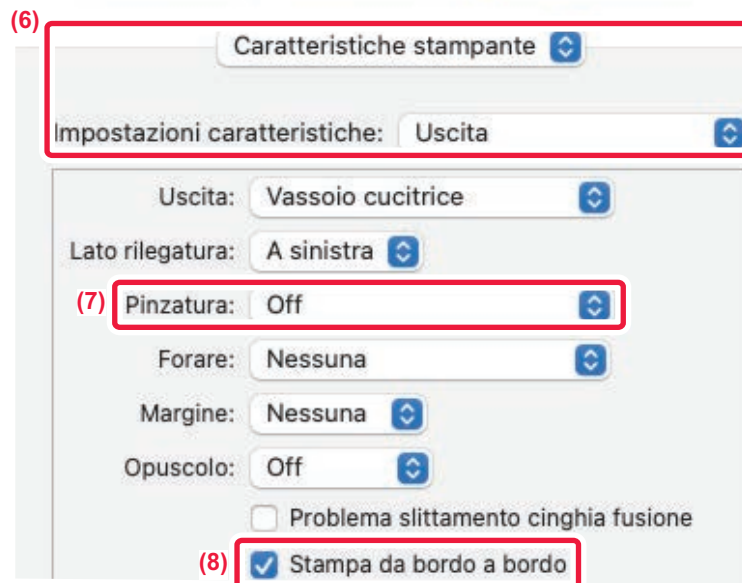 (6)
Caratteristiche stampante
Impostazioni caratteristiche: Uscita
Uscita: Vassoio cucitrice
Lato rilegatura: A sinistra
(7) Pinzatura: Off
Forare: Nessuna
Margine: Nessuna
Opuscolo: Off
Problema slittamento cinghia fusione
(8) Stampa da bordo a bordo